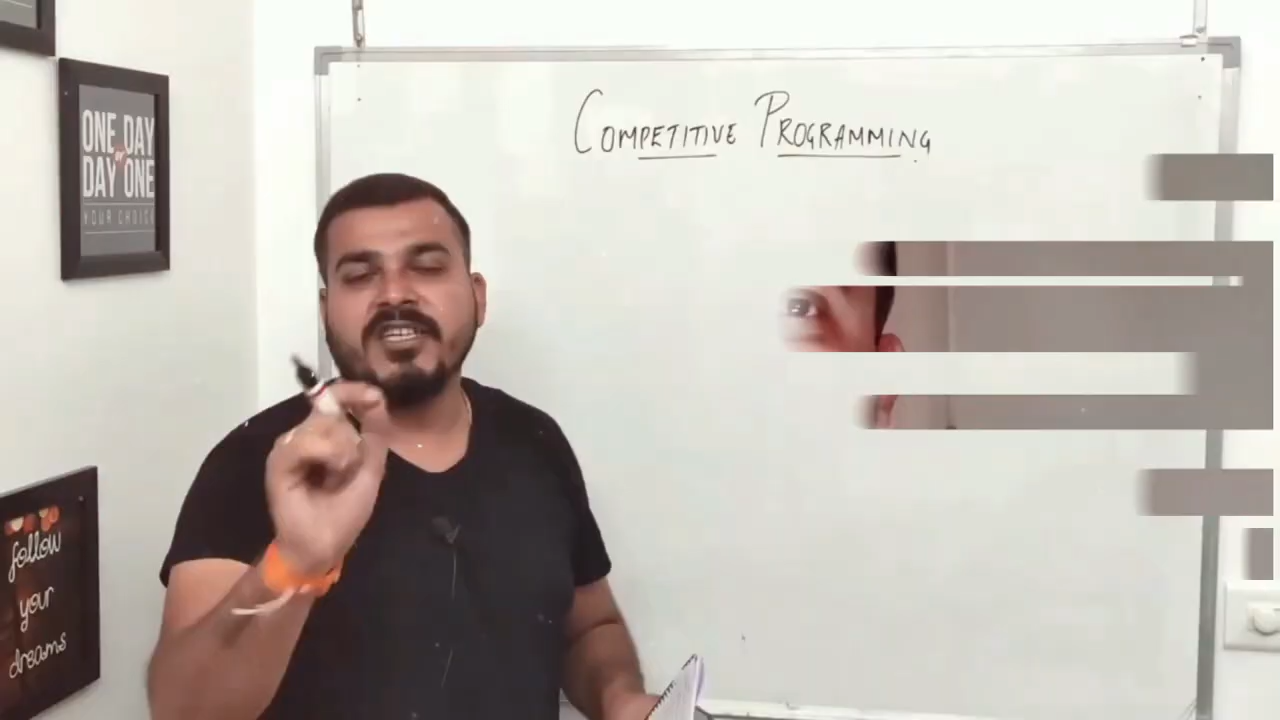 COMPETITIVE PROGRAMMING
ONE DAY
or
DAY ONE
YOUR CHOICE
follow
your
dreams